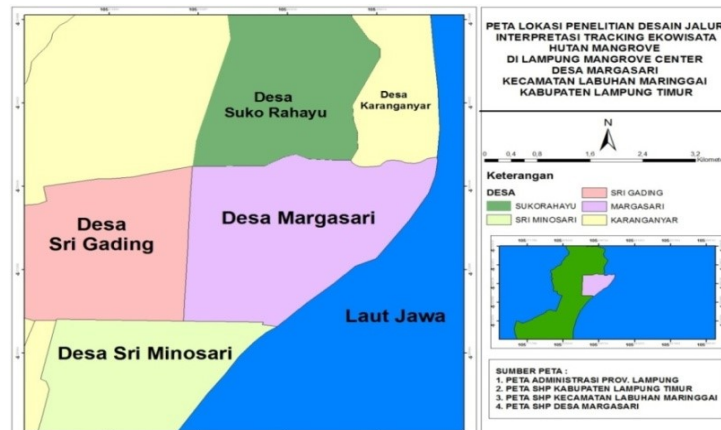 PETA LOKASI PENELITIAN DESAIN JALUR
INTERPRETASI TRACKING EKOWISATA
HUTAN MANGROVE
DI LAMPUNG MANGROVE CENTER
DESA MARGASARI
KECAMATAN LABUHAN MARINGGAI
KABUPATEN LAMPUNG TIMUR
N
0 0,4 0,8 1,6 2,4 3,2
Kilomete
Keterangan
DESA
SUKORAHAYU
SRI MINOSARI
SRI GADING
MARGASARI
KARANGANYAR
SUMBER PETA :
1. PETA ADMINISTRASI PROV. LAMPUNG
2. PETA SHP KABUPATEN LAMPUNG TIMUR
3. PETA SHP KECAMATAN LABUHAN MARINGGAI
4. PETA SHP DESA MARGASARI
Desa
Suko Rahayu
Desa
Karanganyar
Desa
Sri Gading
Desa Margasari
Laut Jawa
Desa Sri Minosari